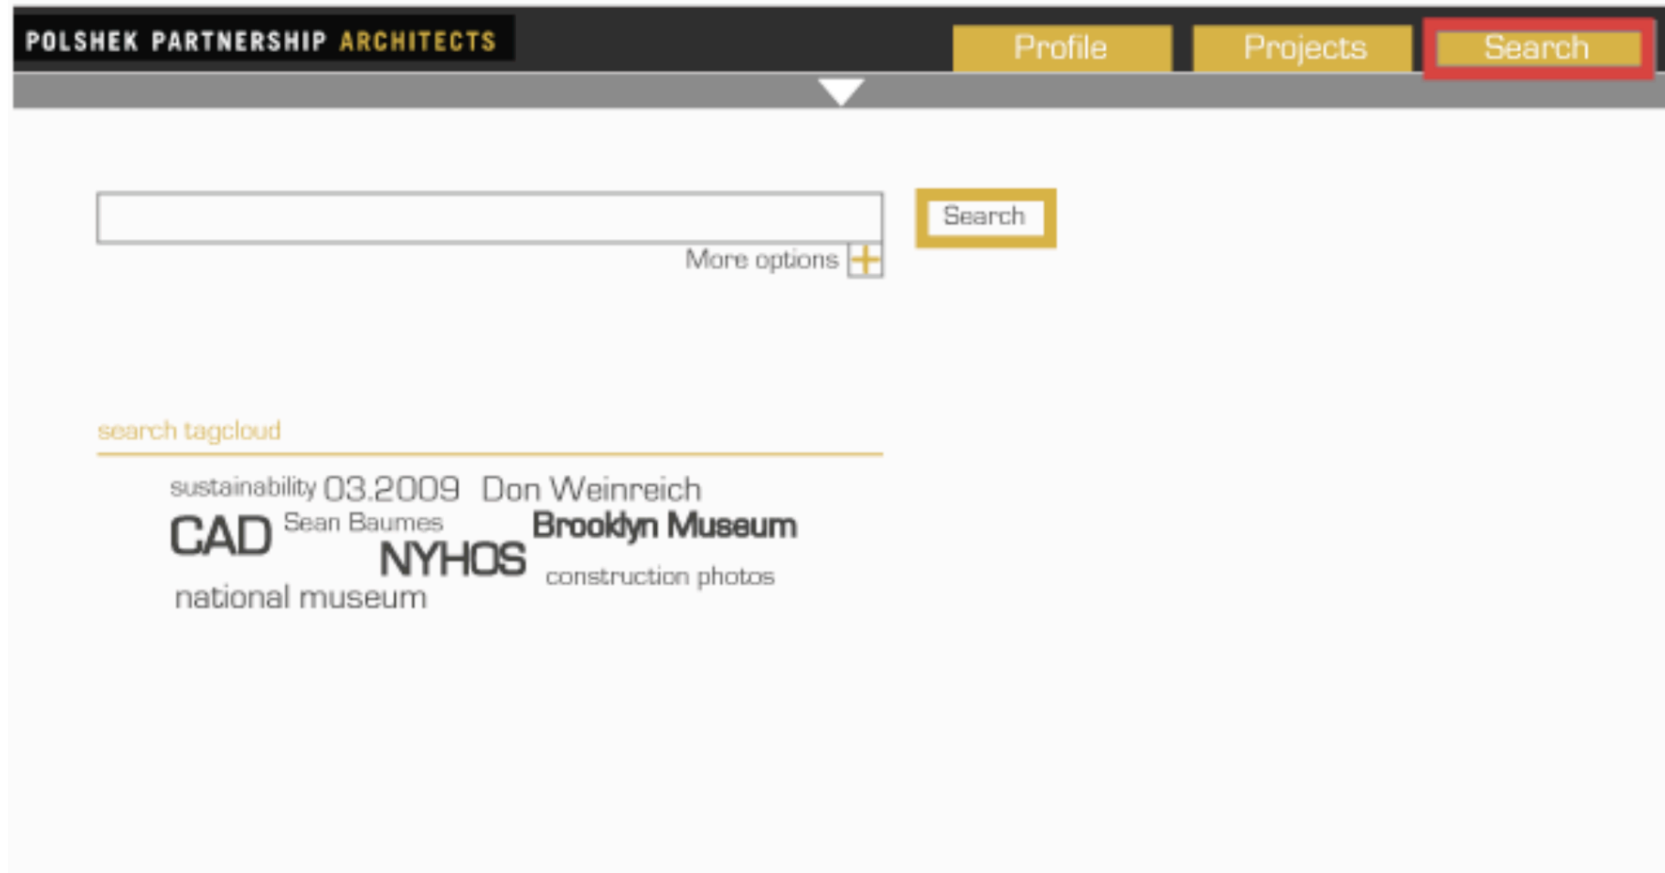 POLSHEK PARTNERSHIP ARCHITECTS
Profile
Projects
Search
Search
More options
search tagcloud
sustainability 03.2009 Don Weinreich
CAD Sean Baumes Brooklyn Museum
NYHOS construction photos
national museum